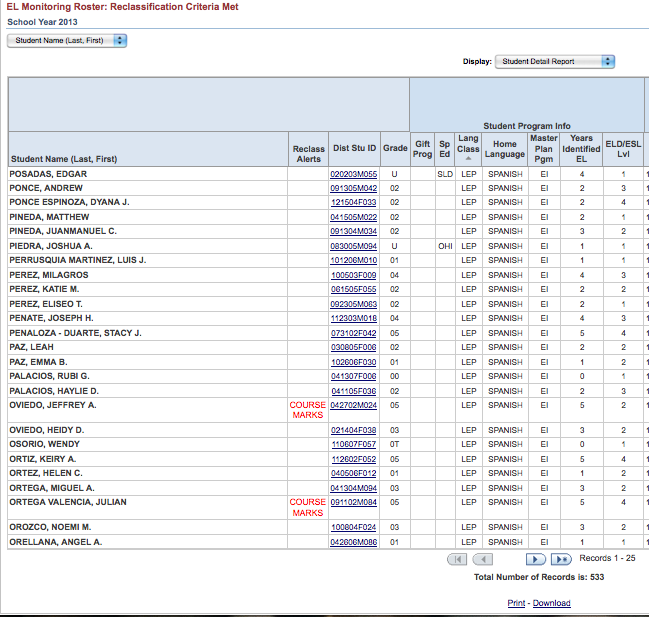 EL Monitoring Roster: Reclassification Criteria Met
School Year 2013
Student Name (Last, First)
Display: Student Detail Report
Student Program Info
Student Name (Last, First) Reclass Alerts Dist Stu ID Grade Gift Prog Sp Ed Lang Class Home Language Master Plan Pgm Years Identified EL ELD/ESL Lvl
POSADAS, EDGAR 020203M055 U SLD LEP SPANISH EI 4 1
PONCE, ANDREW 091305M042 02 LEP SPANISH EI 2 3
PONCE ESPINOZA, DYANA J. 121504F033 02 LEP SPANISH EI 2 4
PINEDA, MATTHEW 041505M022 02 LEP SPANISH EI 2 1
PINEDA, JUANMANUEL C. 091304M034 02 LEP SPANISH EI 3 2
PIEDRA, JOSHUA A. 083005M094 U OHI LEP SPANISH EI 1 1
PERRUSQUIA MARTINEZ, LUIS J. 101206M010 01 LEP SPANISH EI 1 1
PEREZ, MILAGROS 100503F009 04 LEP SPANISH EI 4 3
PEREZ, KATIE M. 061505F055 02 LEP SPANISH EI 2 2
PEREZ, ELISEO T. 092305M063 02 LEP SPANISH EI 2 1
PENATE, JOSEPH H. 112303M018 04 LEP SPANISH EI 4 3
PENALOZA - DUARTE, STACY J. 073102F042 05 LEP SPANISH EI 5 4
PAZ, LEAH 030805F006 02 LEP SPANISH EI 2 2
PAZ, EMMA B. 102606F030 01 LEP SPANISH EI 1 2
PALACIOS, RUBI G. 041307F006 00 LEP SPANISH EI 0 1
PALACIOS, HAYLIE D. 041105F036 02 LEP SPANISH EI 2 3
OVIEDO, JEFFREY A. COURSE MARKS 042702M024 05 LEP SPANISH EI 5 2
OVIEDO, HEIDY D. 021404F038 03 LEP SPANISH EI 3 2
OSORIO, WENDY 110607F057 0T LEP SPANISH EI 0 1
ORTIZ, KEIRY A. 112602F052 05 LEP SPANISH EI 5 4
ORTEZ, HELEN C. 040506F012 01 LEP SPANISH EI 1 2
ORTEGA, MIGUEL A. 041304M094 03 LEP SPANISH EI 3 2
ORTEGA VALENCIA, JULIAN COURSE MARKS 091102M084 05 LEP SPANISH EI 5 4
OROZCO, NOEMI M. 100804F024 03 LEP SPANISH EI 3 2
ORELLANA, ANGEL A. 042606M086 01 LEP SPANISH EI 1 1
Records 1 - 25
Total Number of Records is: 533
Print - Download